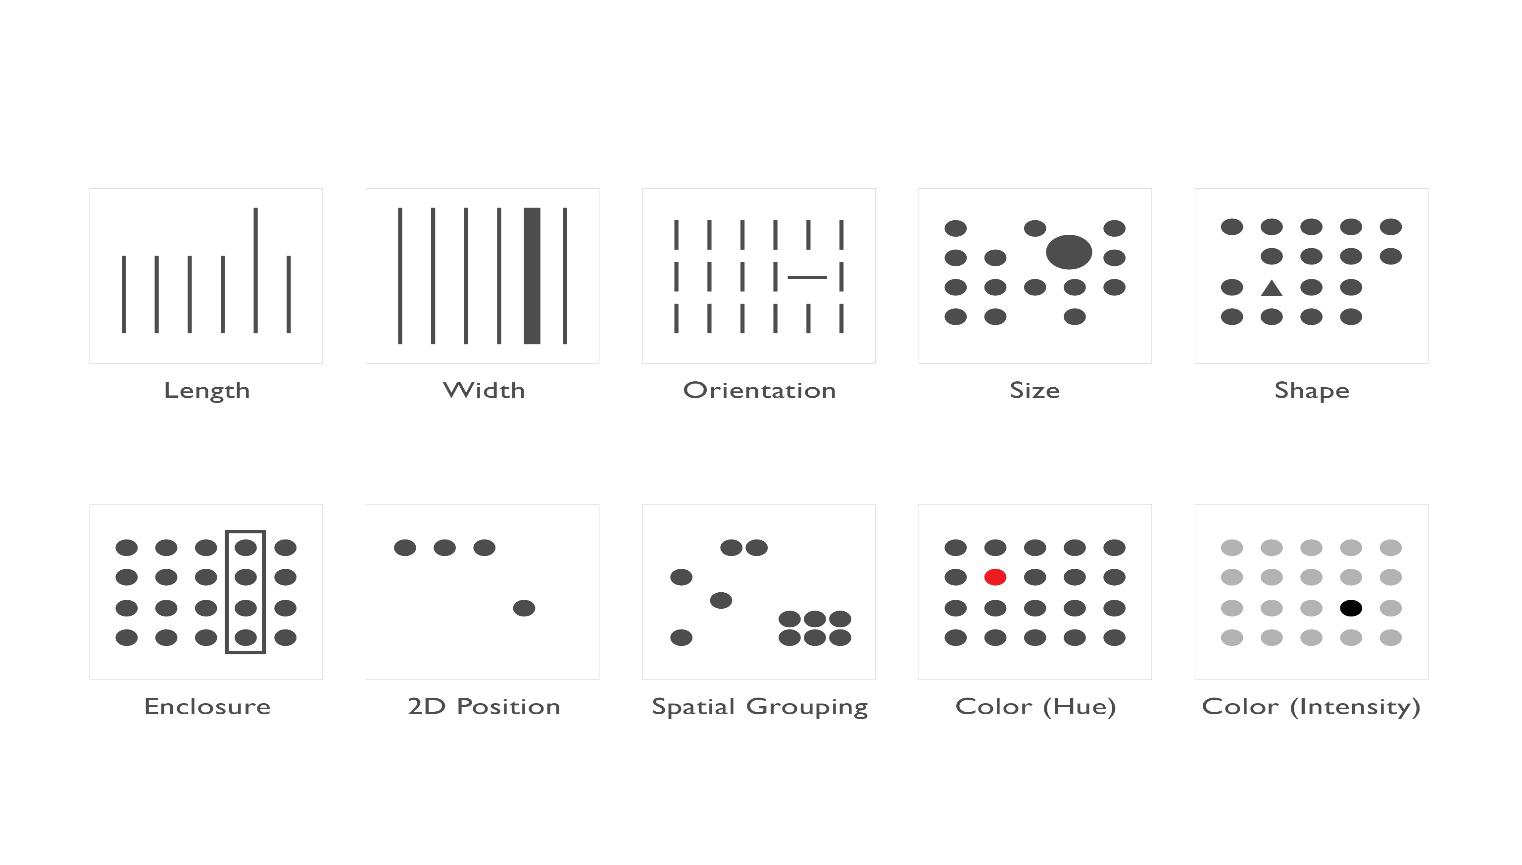 Length
Width
Orientation
Size
Shape
Enclosure
2D Position
Spatial Grouping
Color (Hue)
Color (Intensity)